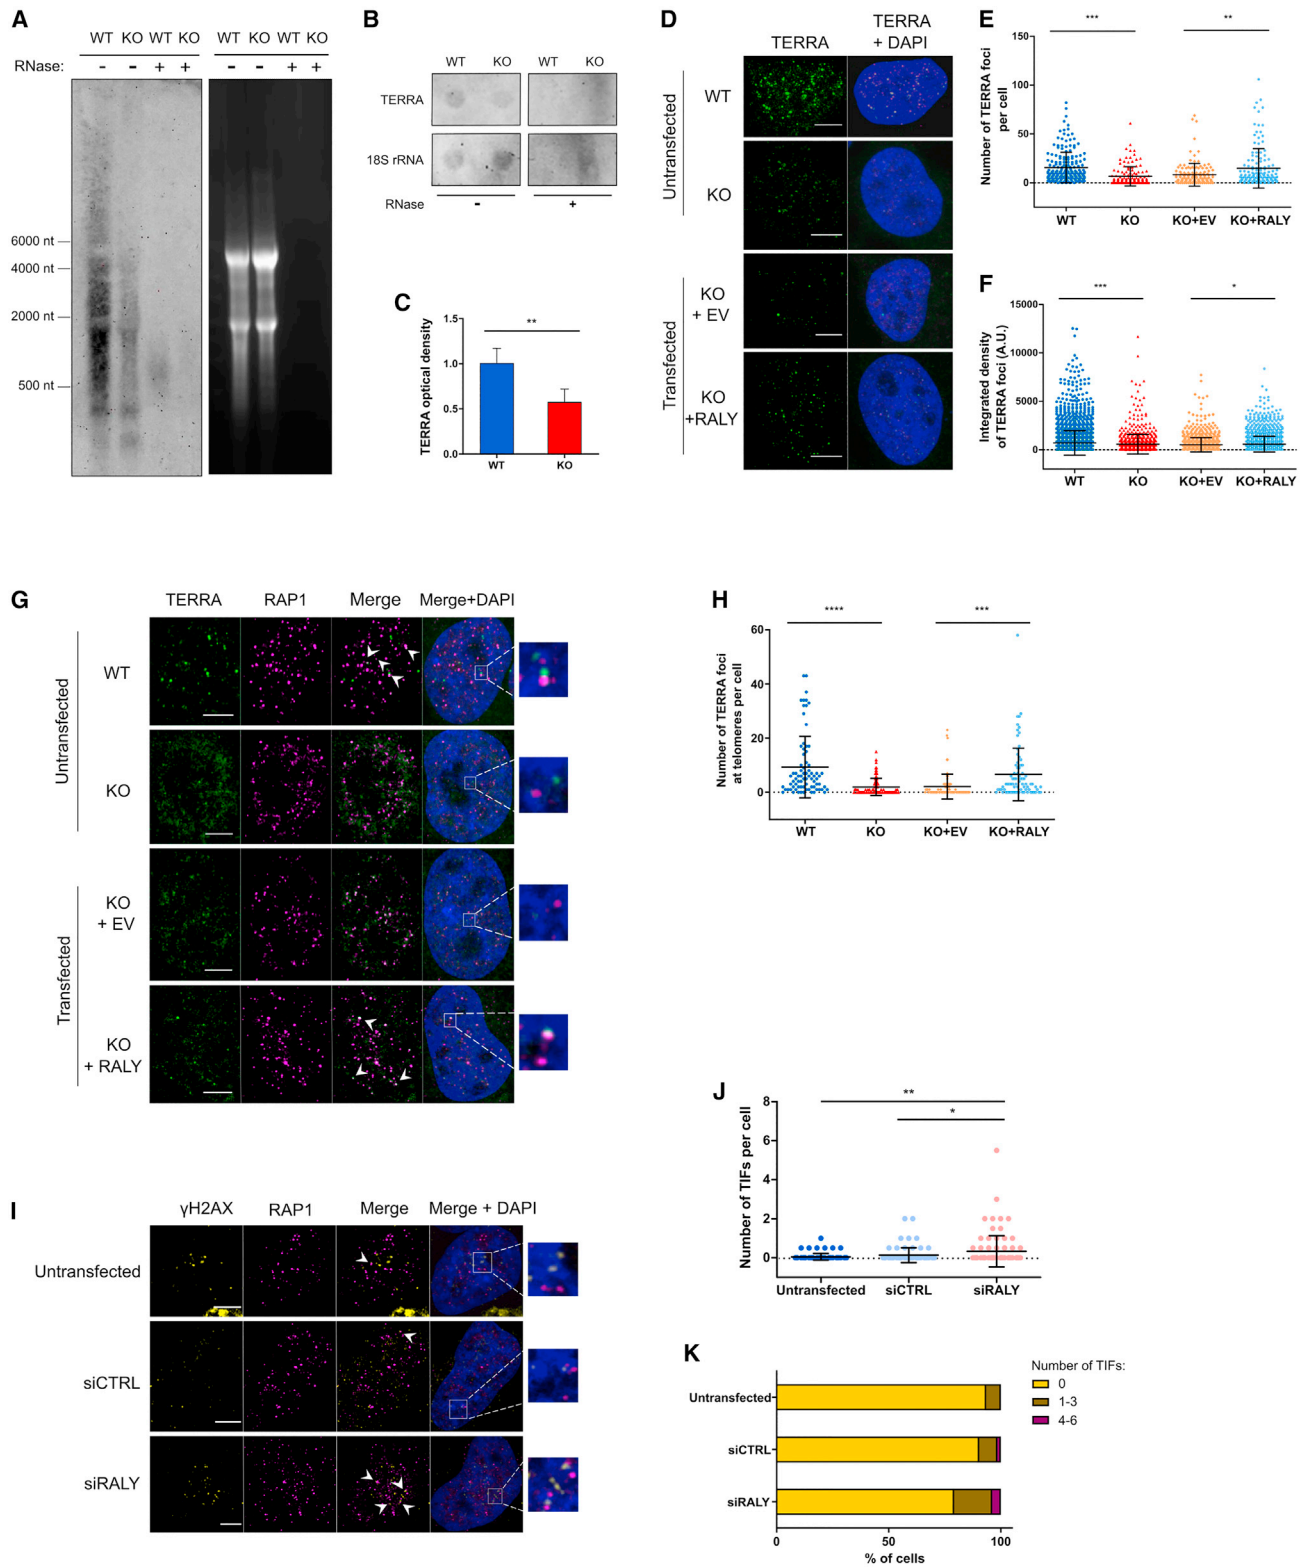 A
WT KO WT KO
WT KO WT KO
RNase: - - + +
- - + +
6000 nt
4000 nt
2000 nt
500 nt
B
WT KO WT KO
TERRA
18S rRNA
RNase - +
C
TERRA optical density
1.5
1.0
0.5
0.0
**
WT KO
D
TERRA
TERRA
+ DAPI
Untransfected
WT
KO
Transfected
KO
+ EV
KO
+RALY
E
Number of TERRA foci
per cell
150
100
50
0
*** **
WT KO KO+EV KO+RALY
F
Integrated density
of TERRA foci (A.U.)
15000
10000
5000
0
*** *
WT KO KO+EV KO+RALY
G
TERRA RAP1 Merge Merge+DAPI
Untransfected
WT
KO
Transfected
KO
+ EV
KO
+ RALY
H
Number of TERRA foci
at telomeres per cell
60
40
20
0
**** ***
WT KO KO+EV KO+RALY
I
γH2AX RAP1 Merge Merge + DAPI
Untransfected
siCTRL
siRALY
J
Number of TIFs per cell
8
6
4
2
0
**
*
Untransfected siCTRL siRALY
K
Untransfected
siCTRL
siRALY
0 50 100
% of cells
Number of TIFs:
0
1-3
4-6